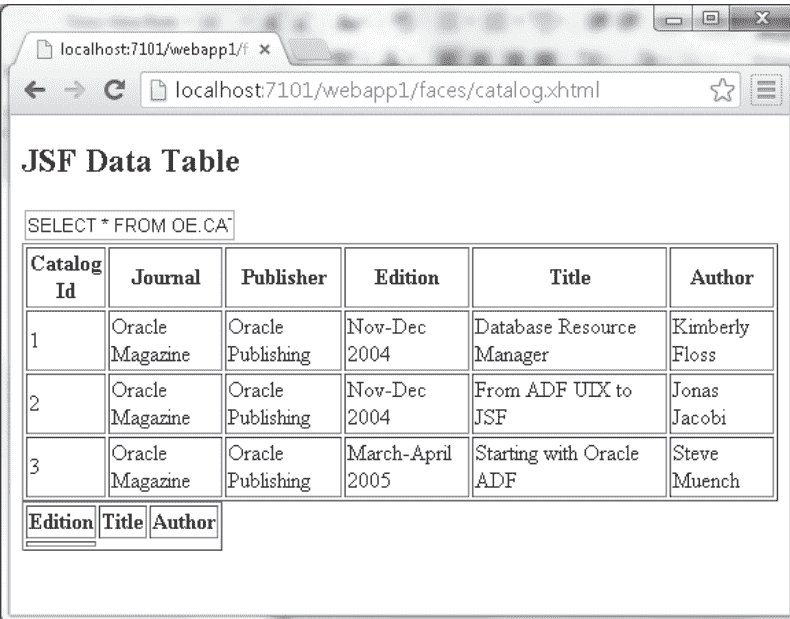 localhost:7101/webapp1/f
localhost:7101/webapp1/faces/catalog.xhtml
JSF Data Table
SELECT * FROM OE.CAT
Catalog Id Journal Publisher Edition Title Author
1 Oracle Magazine Oracle Publishing Nov-Dec 2004 Database Resource Manager Kimberly Floss
2 Oracle Magazine Oracle Publishing Nov-Dec 2004 From ADF UIX to JSF Jonas Jacobi
3 Oracle Magazine Oracle Publishing March-April 2005 Starting with Oracle ADF Steve Muench
Edition Title Author